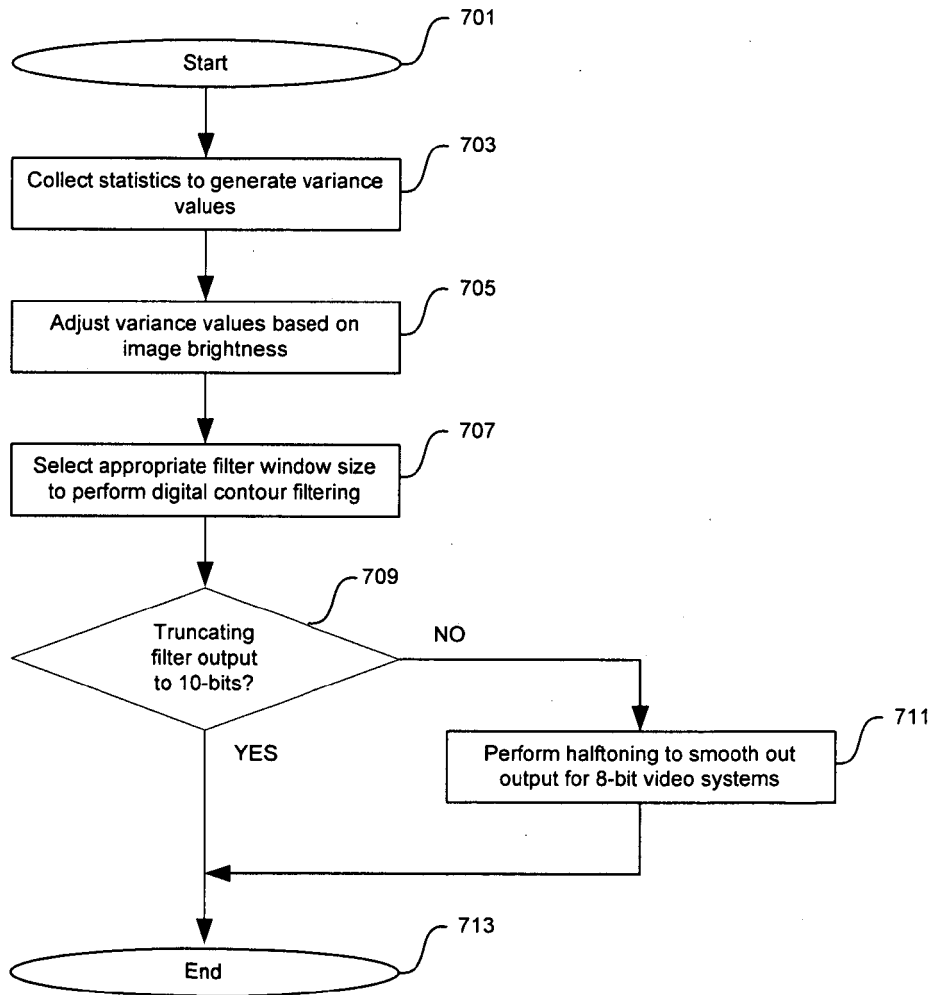 701
Start
703
Collect statistics to generate variance
values
705
Adjust variance values based on
image brightness
707
Select appropriate filter window size
to perform digital contour filtering
709
Truncating
filter output
to 10-bits?
NO
YES
711
Perform halftoning to smooth out
output for 8-bit video systems
713
End